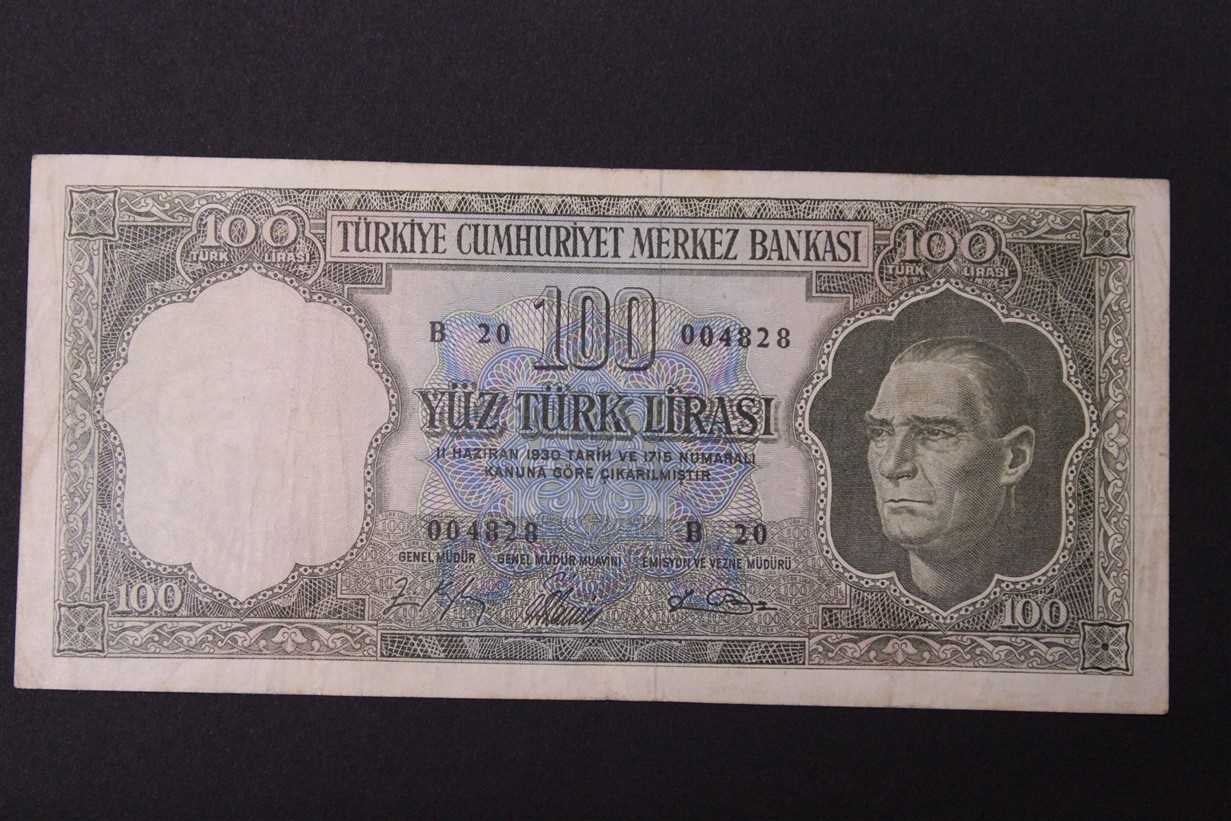 100 TÜRKİYE CUMHURİYET MERKEZ BANKASI 100
TÜRK LİRASI TÜRK LİRASI
B 20 100 004828
YÜZ TÜRK LİRASI
11 HAZİRAN 1930 TARİH VE 1715 NUMARALI
KANUNA GÖRE ÇIKARILMIŞTIR
004828 B 20
GENEL MÜDÜR GENEL MÜDÜR MUAVİNİ EMİSYON VE VEZNE MÜDÜRÜ
100 100